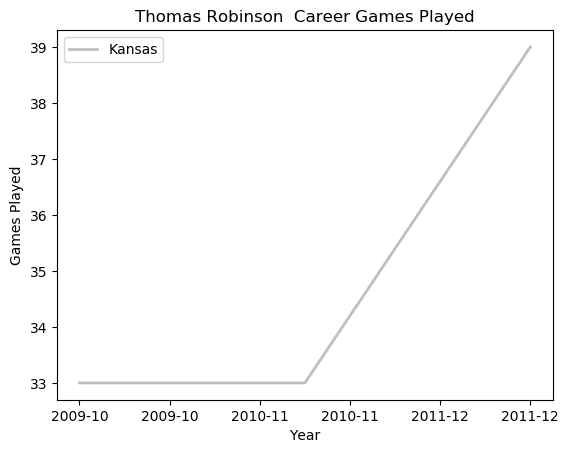 Thomas Robinson  Career Games Played
Kansas
Games Played
39
38
37
36
35
34
33
2009-10 2009-10 2010-11 2010-11 2011-12 2011-12
Year